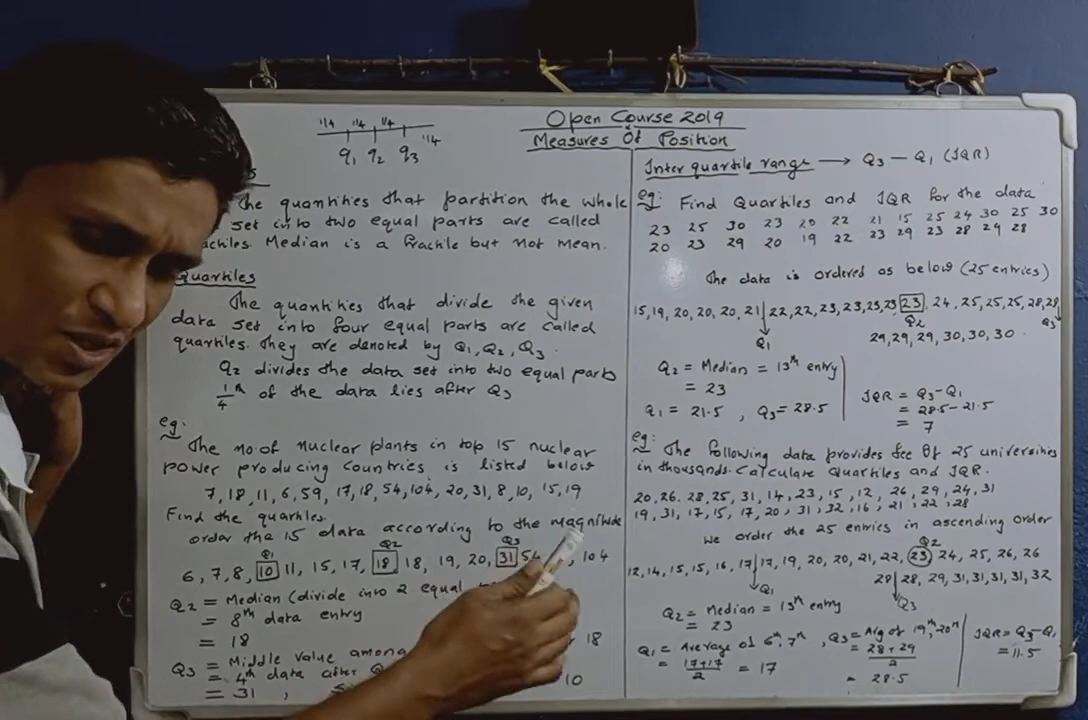 Open Course 2019
Measures Of Position
1/4 1/4 1/4 1/4
q1 q2 q3
The quantities that partition the whole
set into two equal parts are called
Median is a fractile but not mean.
Quartiles
The quantities that divide the given
data set into four equal parts are called
quartiles. They are denoted by Q1, Q2, Q3.
Q2 divides the data set into two equal parts
1/4 th of the data lies after Q3
eg:
The no. of nuclear plants in top 15 nuclear
power producing countries is listed below
7, 18, 11, 6, 59, 17, 18, 54, 104, 20, 31, 8, 10, 15, 19
Find the quartiles.
order the 15 data according to the magnitude
Q1 Q2 Q3
6, 7, 8, 10 11, 15, 17, 18 18, 19, 20, 31 54 104
Q2 = Median (divide into 2 equal
= 8th data entry
= 18
18
Q3 = Middle value among
= 4th data after Q
= 31 , 10
Inter quartile range → Q3 – Q1 (IQR)
eg: Find Quartiles and IQR for the data
23 25 30 23 20 22 21 15 25 24 30 25 30
20 23 29 20 19 22 23 29 23 28 29 28
The data is ordered as below (25 entries)
15, 19, 20, 20, 20, 21 22, 22, 23, 23, 23, 23 23, 24, 25, 25, 25, 28, 28,
Q1 Q2 Q3
29, 29, 29, 30, 30, 30
Q2 = Median = 13th entry
= 23
Q1 = 21.5 , Q3 = 28.5
IQR = Q3 – Q1
= 28.5 – 21.5
= 7
eg: The following data provides fee of 25 universities
in thousands. Calculate quartiles and IQR.
20, 26, 28, 25, 31, 14, 23, 15, 12, 26, 29, 24, 31
19, 31, 17, 15, 17, 20, 31, 32, 16, 21, 22, 28
We order the 25 entries in ascending order
Q2
12, 14, 15, 15, 16, 17 17, 19, 20, 20, 21, 22, 23 24, 25, 26, 26
28 28, 29, 31, 31, 31, 31, 32
Q1 Q3
Q2 = Median = 13th entry
= 23
Q1 = Average of 6th, 7th , Q3 = Avg of 19th, 20th
= 17+17/2 = 17
= 28+29/2
= 28.5
IQR = Q3 – Q1
= 11.5